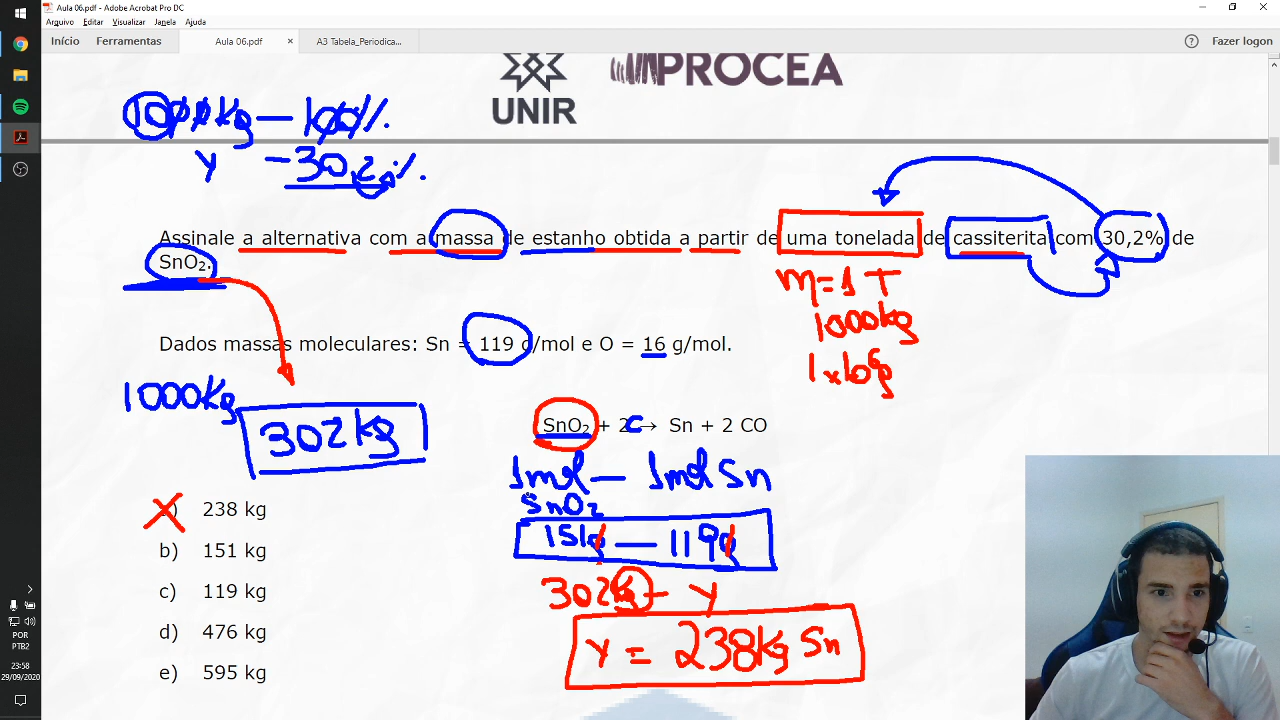 Aula 06.pdf - Adobe Acrobat Pro DC
Arquivo Editar Visualizar Janela Ajuda
Início Ferramentas Aula 06.pdf × A3 Tabela_Periodica... ? Fazer logon
UNIR PROCEA
1000kg — 100%
y - 30,2%
Assinale a alternativa com a massa de estanho obtida a partir de uma tonelada de cassiterita com 30,2% de
SnO₂.
m = 1 T
1000kg
1x10⁶g
Dados massas moleculares: Sn = 119 g/mol e O = 16 g/mol.
1000kg
302kg
SnO₂ + 2C → Sn + 2 CO
1mol — 1mol Sn
SnO₂
151g — 119g
302kg - y
y = 238kg Sn
a) 238 kg
b) 151 kg
c) 119 kg
d) 476 kg
e) 595 kg
POR
PTB2
23:58
29/09/2020